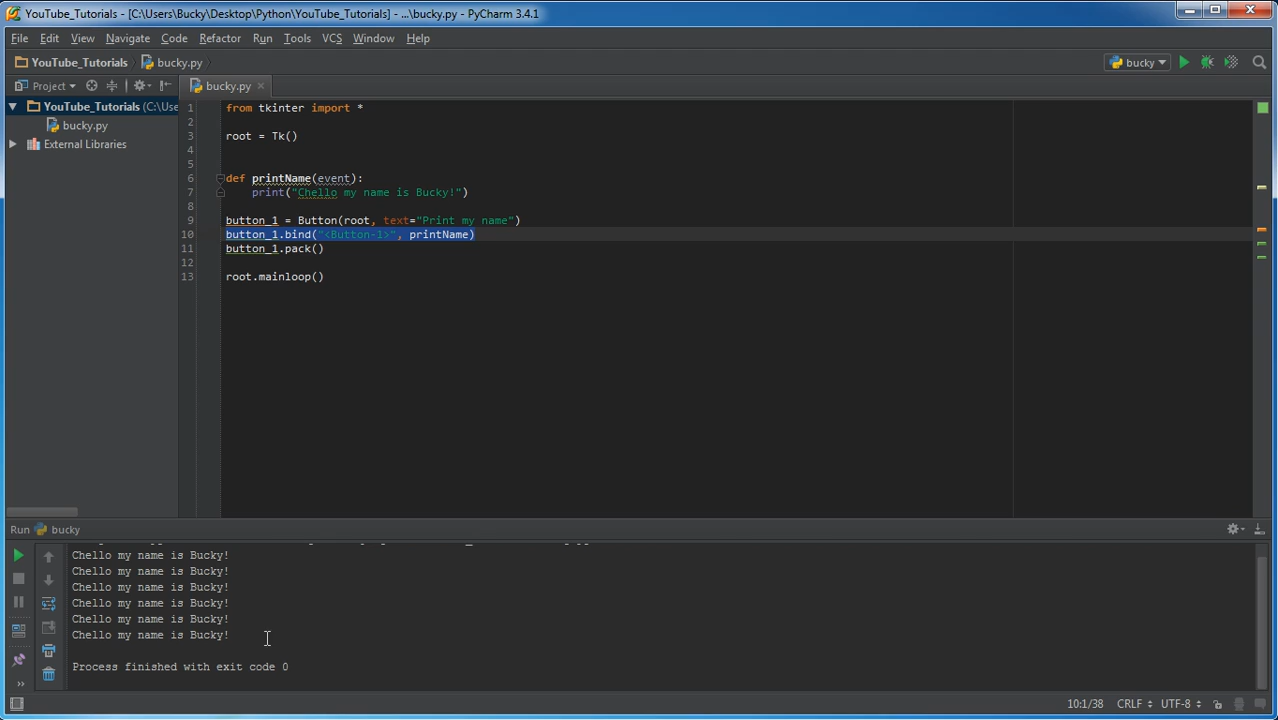 YouTube_Tutorials - [C:\Users\Bucky\Desktop\Python\YouTube_Tutorials] - ...\bucky.py - PyCharm 3.4.1
File Edit View Navigate Code Refactor Run Tools VCS Window Help
YouTube_Tutorials bucky.py bucky
Project bucky.py
YouTube_Tutorials (C:\Use
bucky.py
External Libraries
1 from tkinter import *
2
3 root = Tk()
4
5
6 def printName(event):
7 print("Chello my name is Bucky!")
8
9 button_1 = Button(root, text="Print my name")
10 button_1.bind("<Button-1>", printName)
11 button_1.pack()
12
13 root.mainloop()
Run bucky
Chello my name is Bucky!
Chello my name is Bucky!
Chello my name is Bucky!
Chello my name is Bucky!
Chello my name is Bucky!
Chello my name is Bucky!
Process finished with exit code 0
10:1/38 CRLF UTF-8